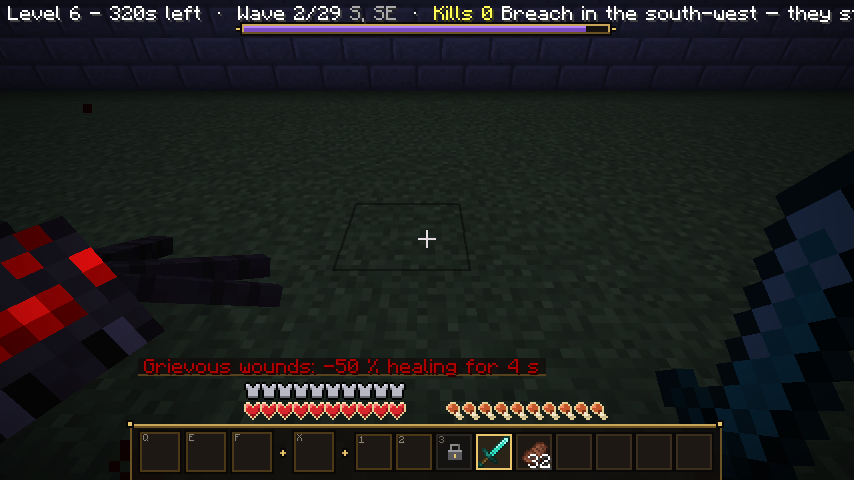 Level 6 – 320s left · Wave 2/29 S, SE · Kills 0 Breach in the south-west – they s
Grievous wounds: -50 % healing for 4 s
Q E F X 1 2 3
32